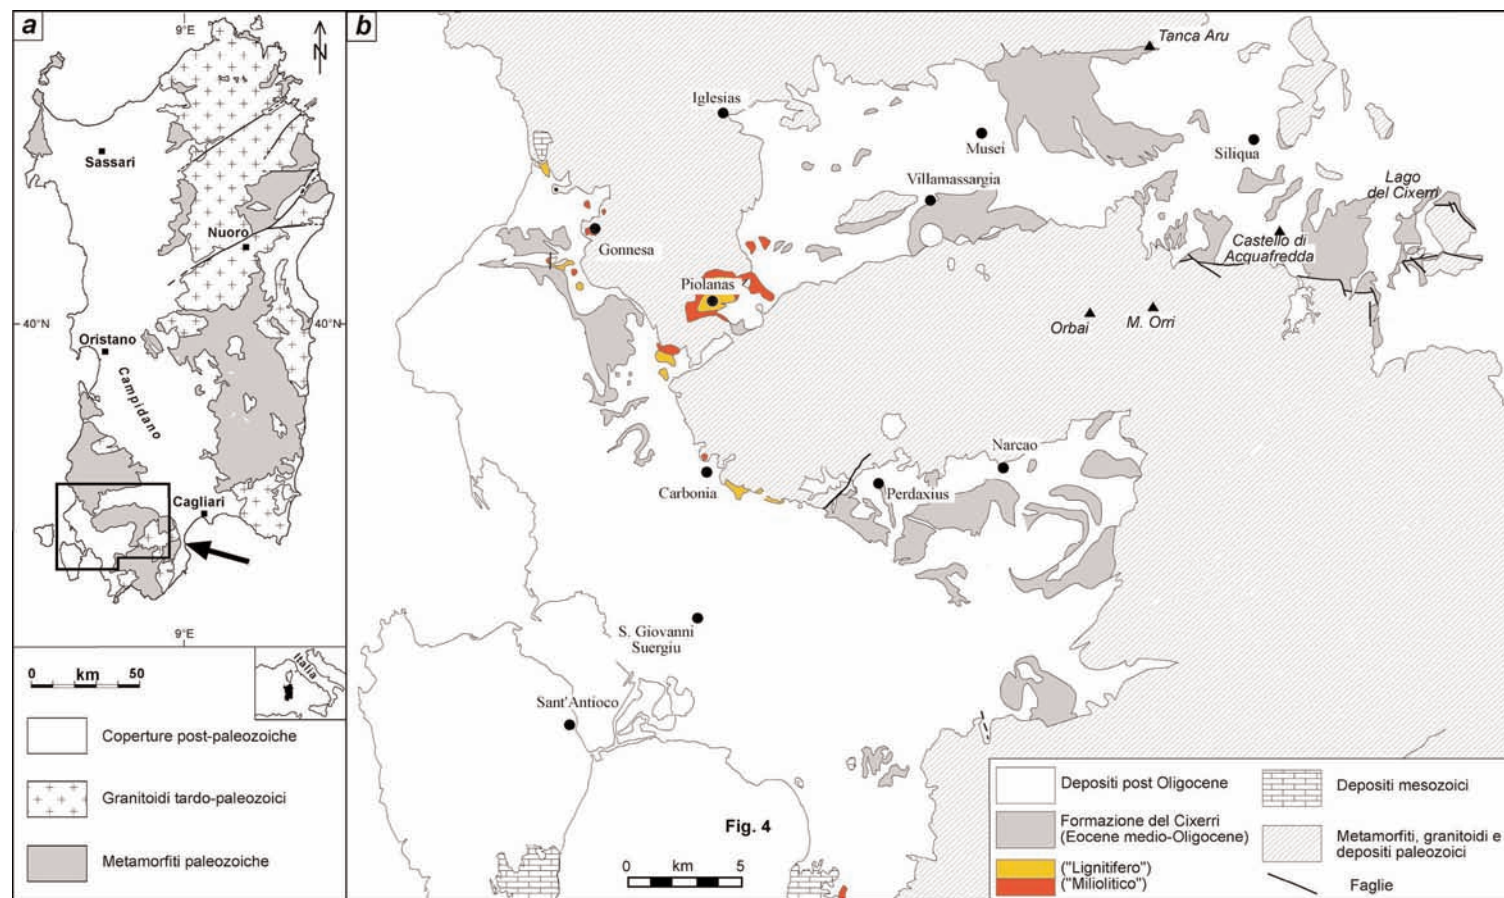 a
9°E
N
Sassari
Nuoro
40°N
40°N
Oristano
Campidano
Cagliari
9°E
0 km 50
Italia
Coperture post-paleozoiche
Granitoidi tardo-paleozoici
Metamorfiti paleozoiche
b
Tanca Aru
Iglesias
Musei
Siliqua
Villamassargia
Lago
del Cixerri
Gonnesa
Castello di
Acquafredda
Piolanas
Orbai
M. Orri
Narcao
Carbonia
Perdaxius
S. Giovanni
Suergiu
Sant'Antioco
Fig. 4
0 km 5
Depositi post Oligocene
Formazione del Cixerri
(Eocene medio-Oligocene)
("Lignitifero")
("Miliolitico")
Depositi mesozoici
Metamorfiti, granitoidi e
depositi paleozoici
Faglie